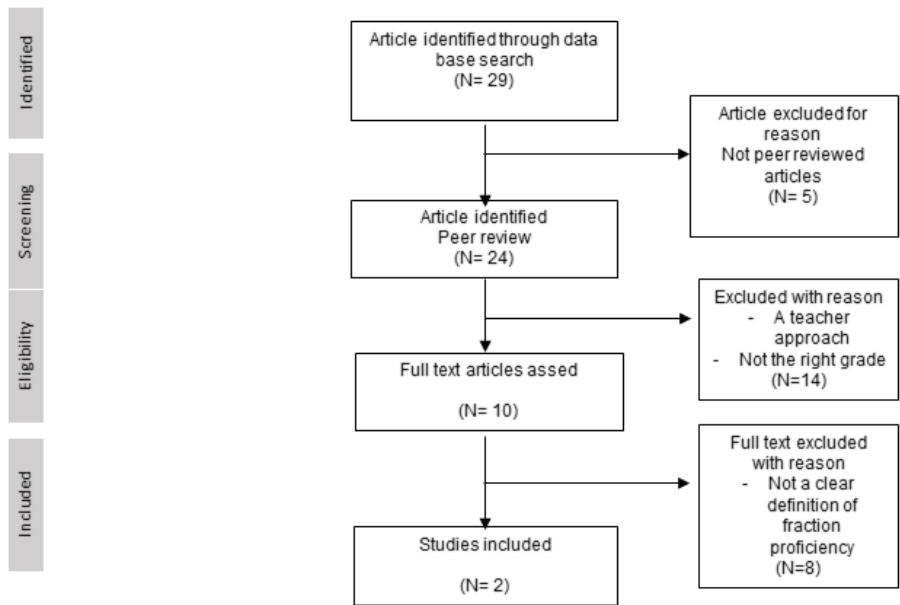 Identified
Article identified through data
base search
(N= 29)
Article excluded for
reason
Not peer reviewed
articles
(N= 5)
Screening
Article identified
Peer review
(N= 24)
Eligibility
Excluded with reason
- A teacher
approach
- Not the right grade
(N=14)
Full text articles assed
(N= 10)
Included
Full text excluded
with reason
- Not a clear
definition of
fraction
proficiency
(N=8)
Studies included
(N= 2)